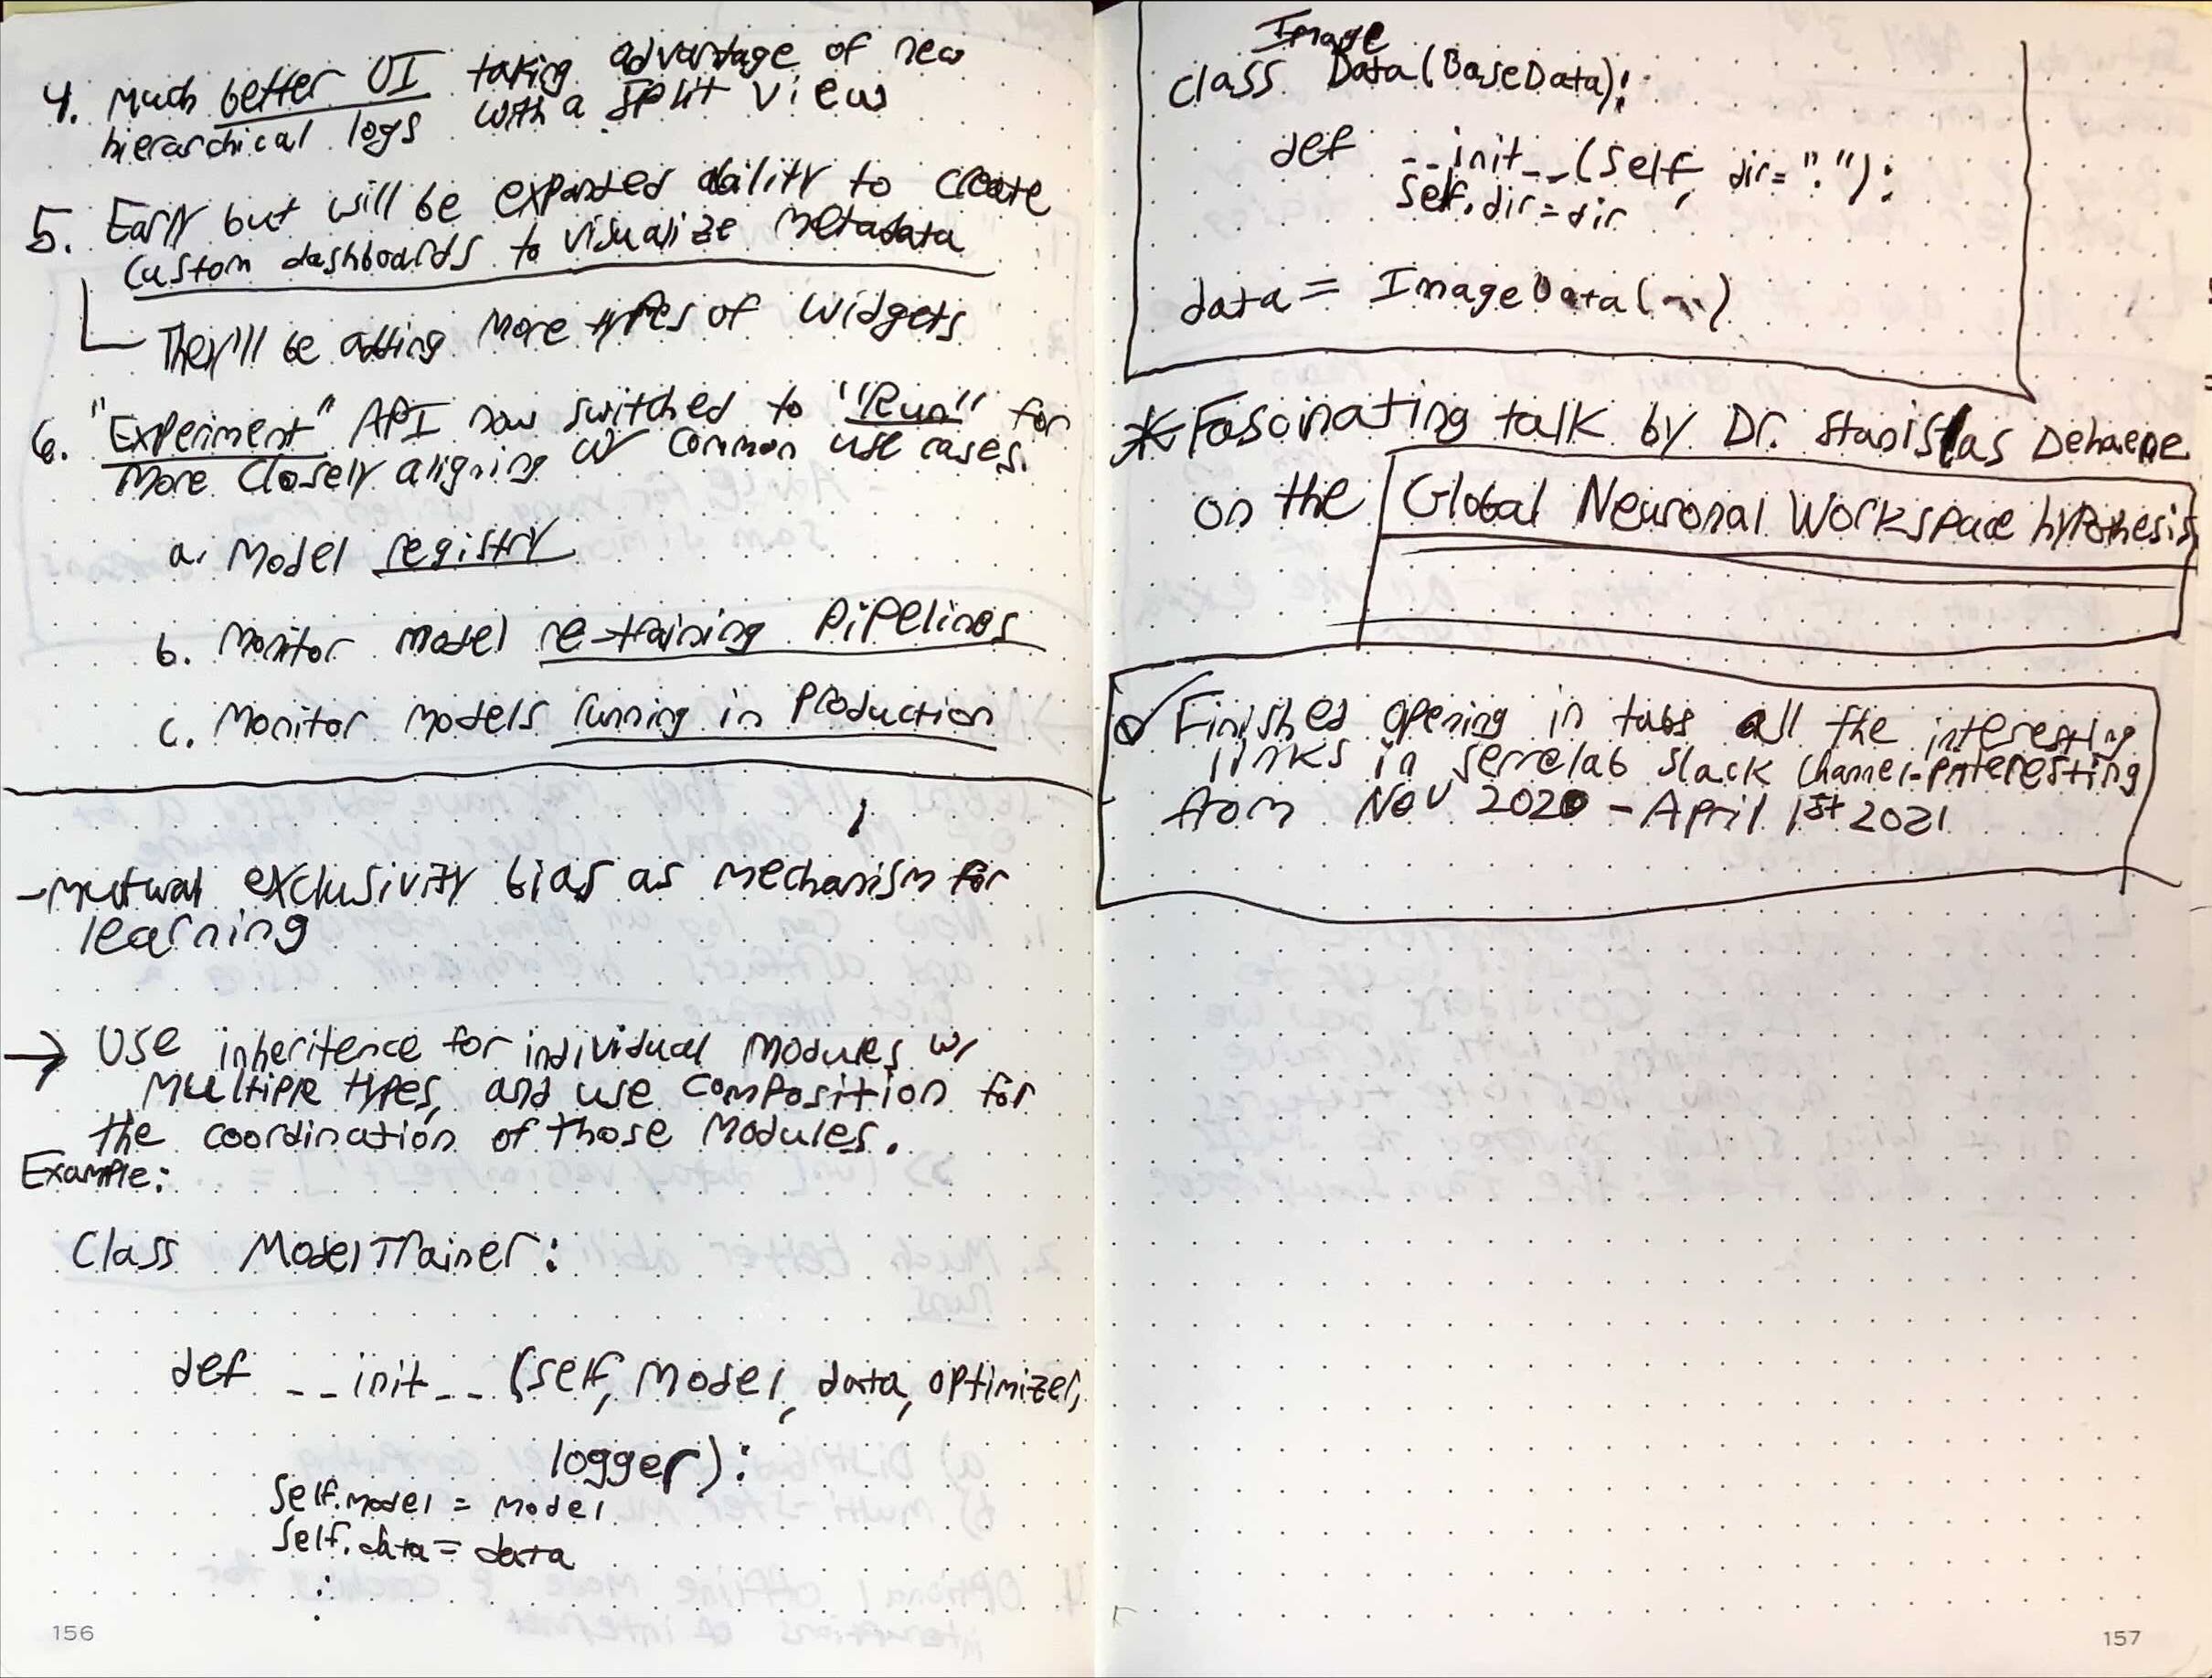 4. Much better UI taking advantage of new
hierarchical logs with a split view
5. Early but will be expanded ability to create
custom dashboards to visualize metadata
They'll be adding more types of widgets
6. "Experiment" API now switched to "Run" for
more closely aligning w/ common use cases.
a. Model registry
b. Monitor model re-training pipelines
c. Monitor models running in production
- mutual exclusivity bias as mechanism for
learning
→ Use inheritence for individual modules w/
multiple types, and use composition for
the coordination of those modules.
Example:
Class ModelTrainer:
def __init__(self, model, data, optimizer,
logger):
self.model = model
self.data = data
:
156
Image
class Data(BaseData):
def __init__(self, dir="."):
self.dir = dir
data = ImageData(...)
* Fascinating talk by Dr. Stanislas Dehaene
on the Global Neuronal Workspace hypothesis
Finished opening in tabs all the interesting
links in serrelab slack channel
from Nov 2020 - April 1st 2021
157